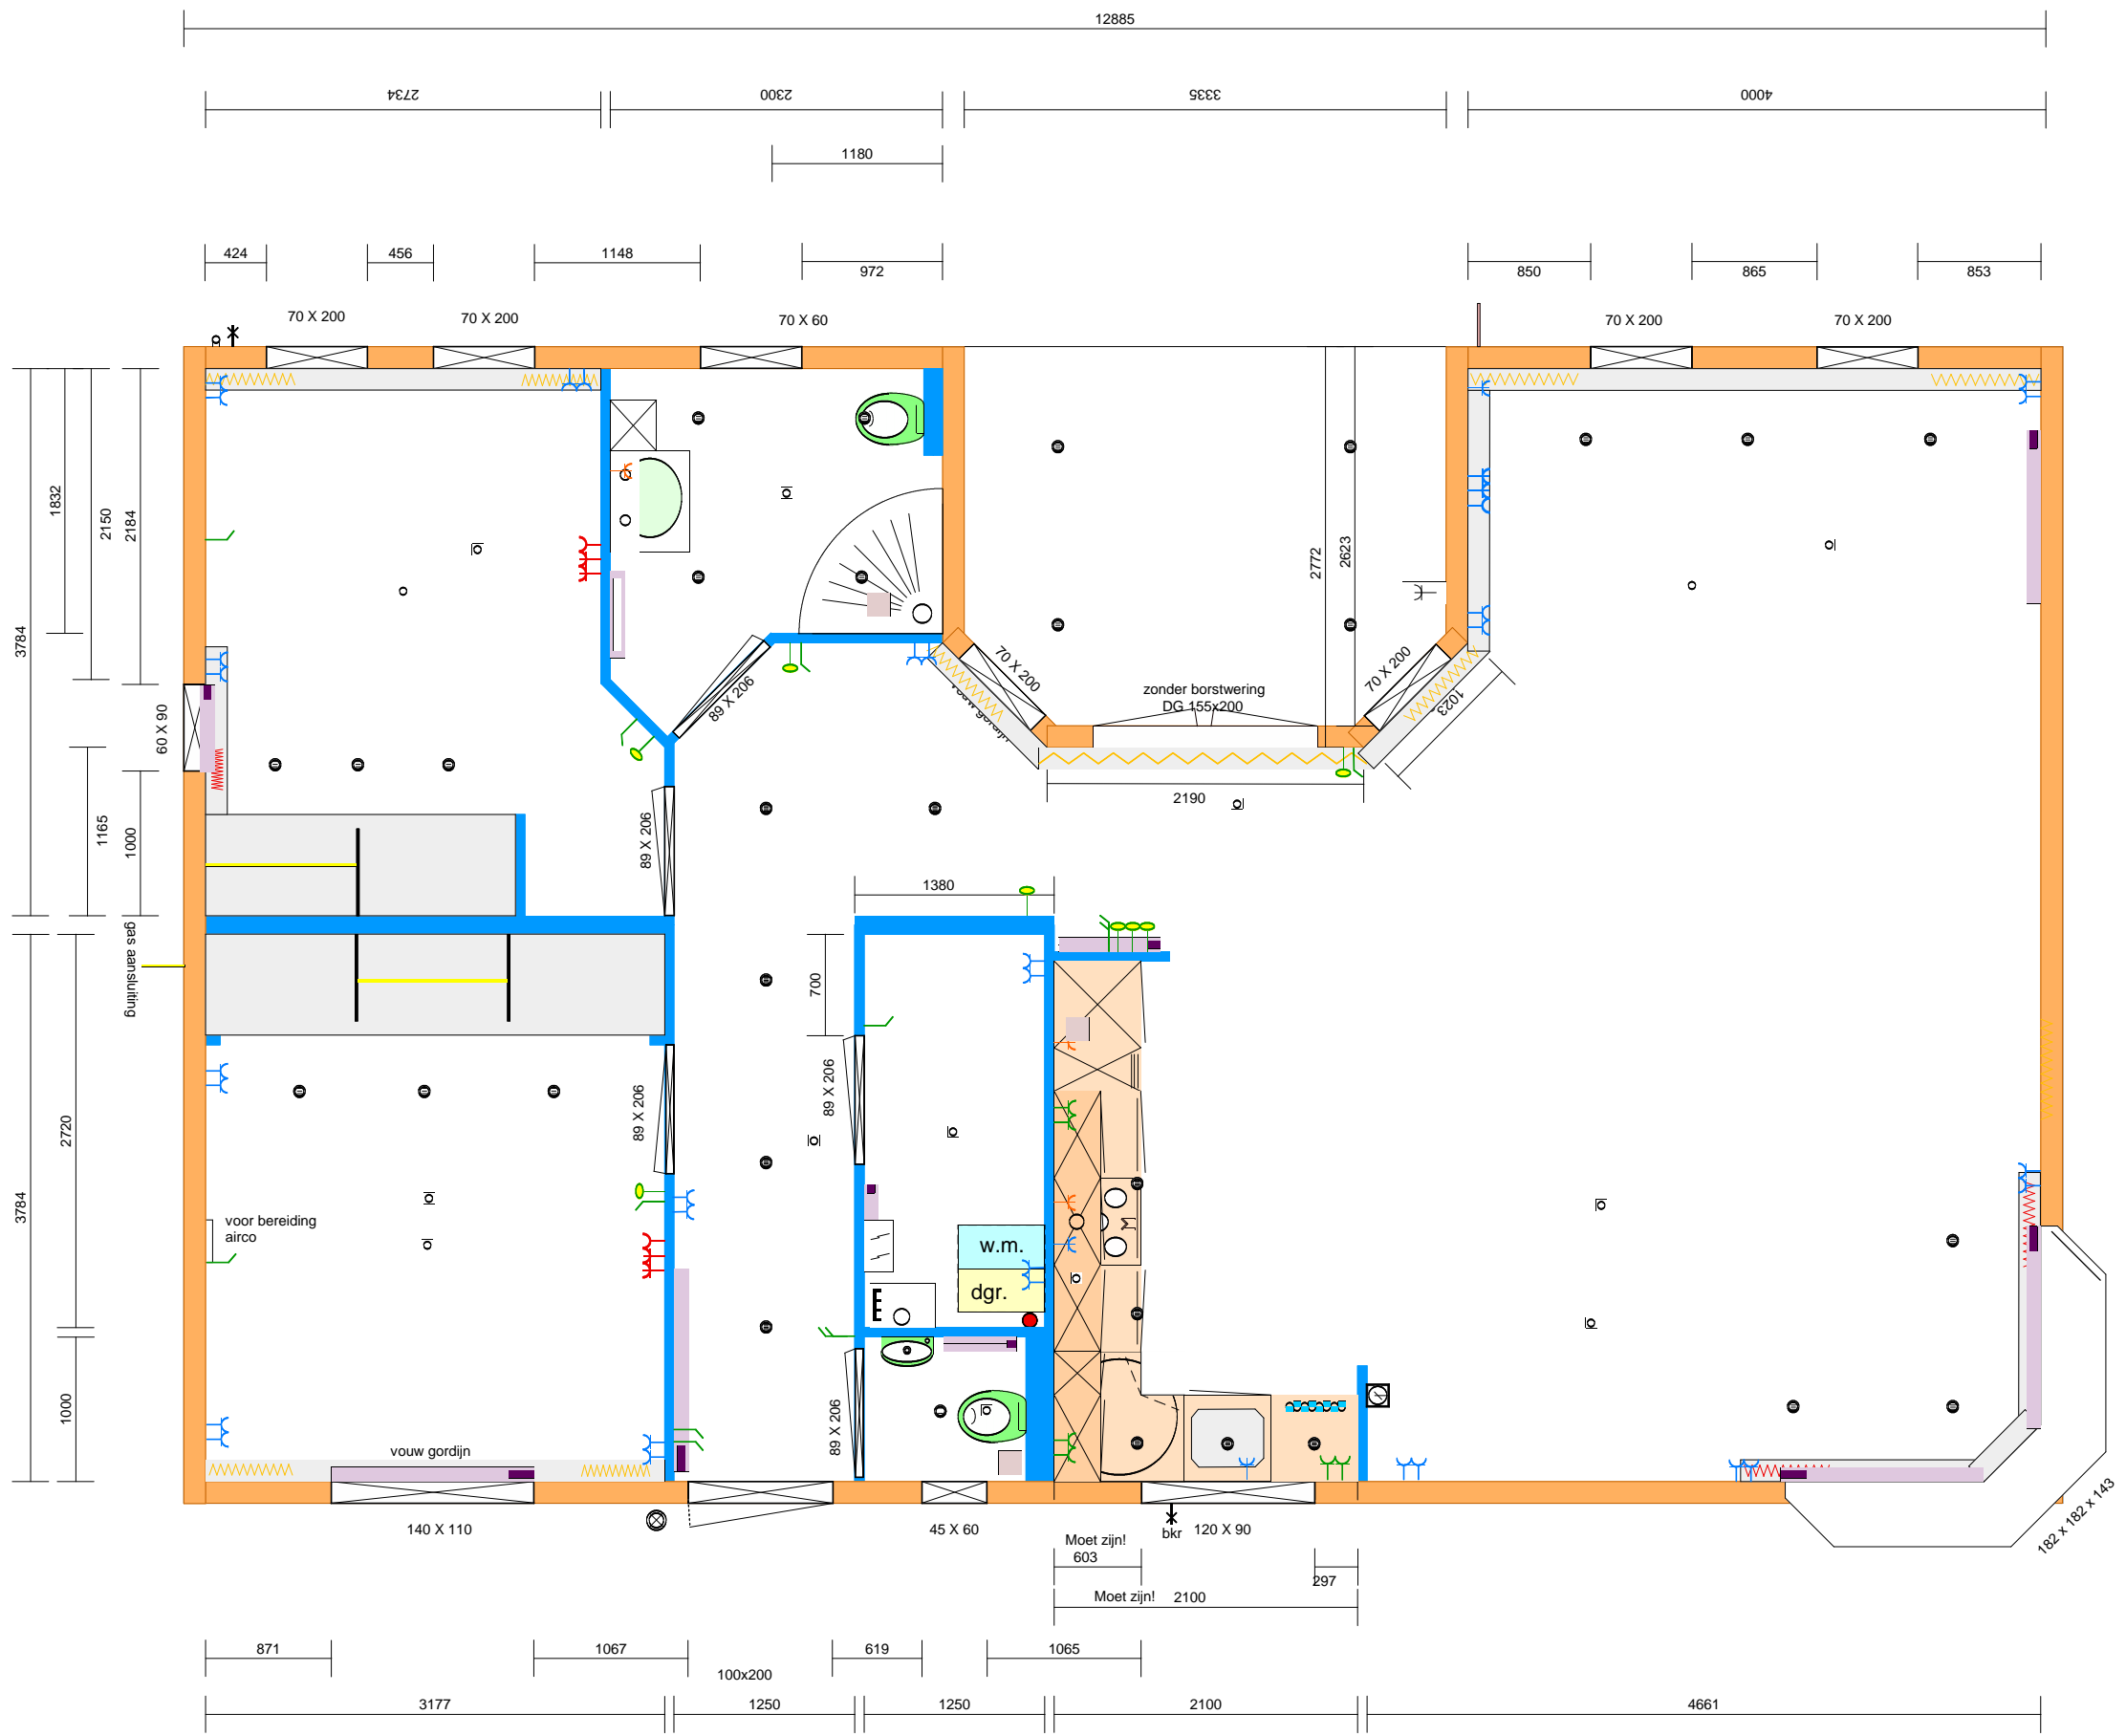 12885
2734
2300
3335
4000
1180
424
456
1148
972
850
865
853
70 X 200
70 X 200
70 X 60
70 X 200
70 X 200
1832
2150
2184
3784
2772
2623
70 X 200
70 X 200
1023
89 X 206
vouw gordijn
zonder borstwering
DG 155x200
60 X 90
2190
1165
1000
89 X 206
1380
gas aansluiting
700
89 X 206
89 X 206
2720
3784
voor bereiding
airco
w.m.
dgr.
M
1000
89 X 206
vouw gordijn
140 X 110
45 X 60
bkr
120 X 90
182 x 182 x 143
Moet zijn!
603
297
Moet zijn!
2100
871
1067
619
1065
100x200
3177
1250
1250
2100
4661